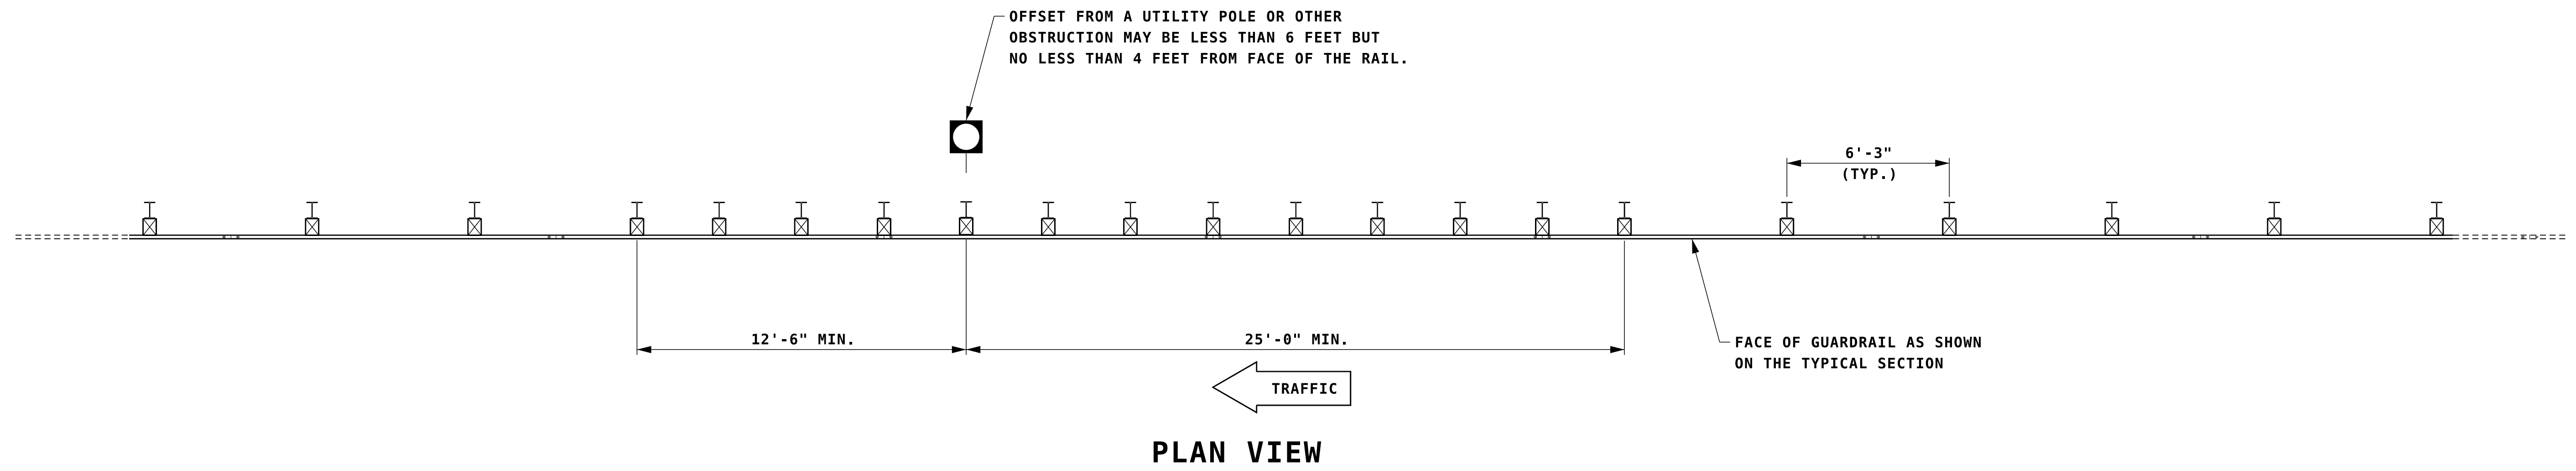 OFFSET FROM A UTILITY POLE OR OTHER
OBSTRUCTION MAY BE LESS THAN 6 FEET BUT
NO LESS THAN 4 FEET FROM FACE OF THE RAIL.
6'-3"
(TYP.)
12'-6" MIN.
25'-0" MIN.
FACE OF GUARDRAIL AS SHOWN
ON THE TYPICAL SECTION
TRAFFIC
PLAN VIEW